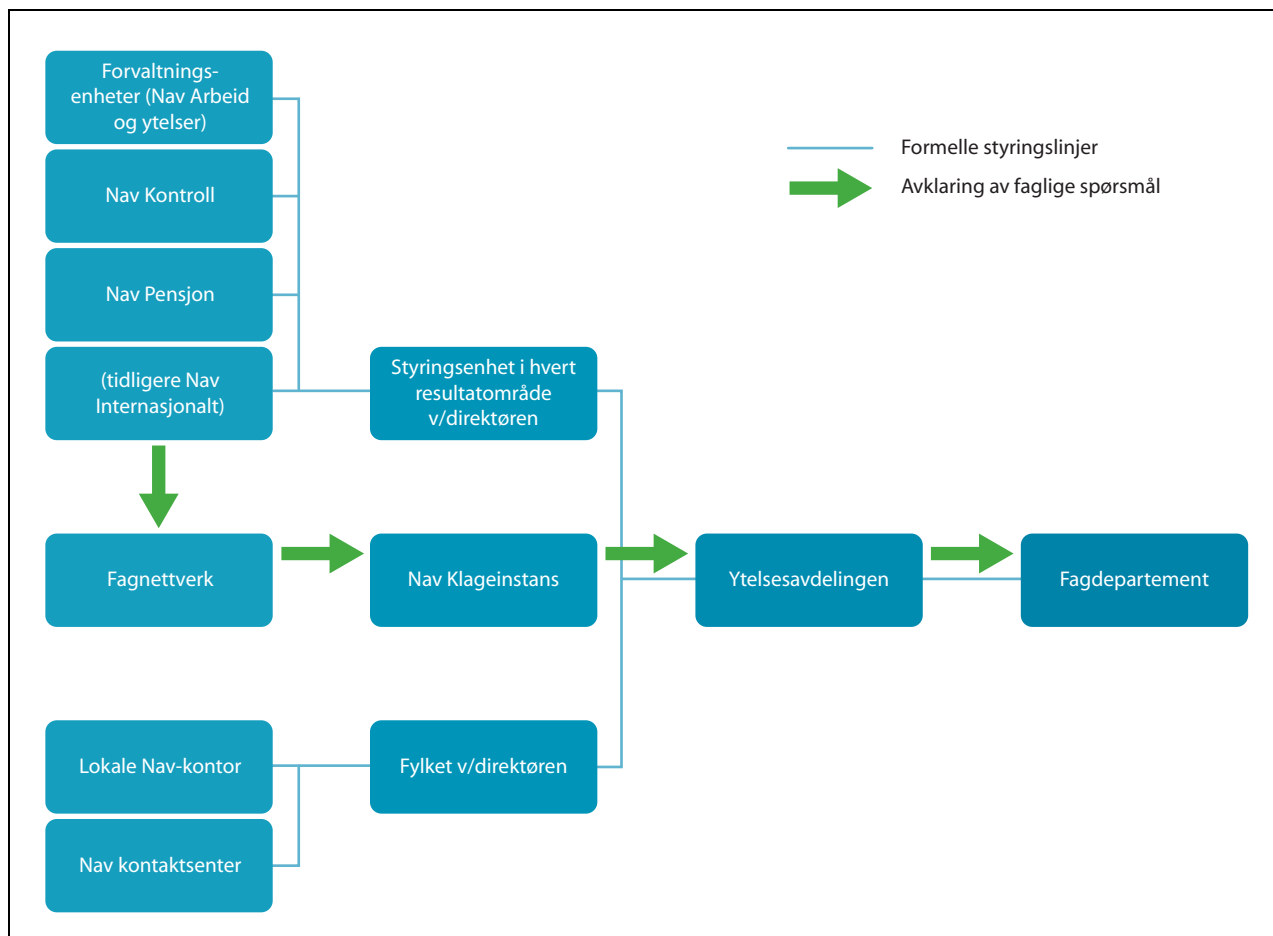 Forvaltnings-
enheter (Nav Arbeid
og ytelser)
Nav Kontroll
Nav Pensjon
(tidligere Nav
Internasjonalt)
Styringsenhet i hvert
resultatområde
v/direktøren
Formelle styringslinjer
Avklaring av faglige spørsmål
Fagnettverk
Nav Klageinstans
Ytelsesavdelingen
Fagdepartement
Lokale Nav-kontor
Fylket v/direktøren
Nav kontaktsenter